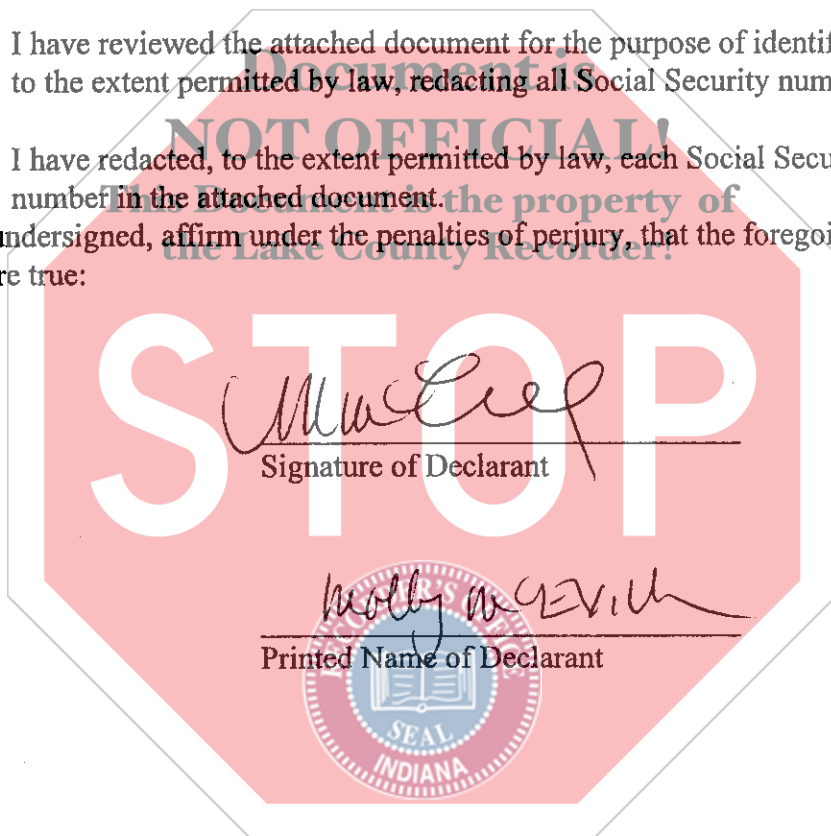 I have reviewed the attached document for the purpose of identif
to the extent permitted by law, redacting all Social Security num
Document is
NOT OFFICIAL!
I have redacted, to the extent permitted by law, each Social Secu
number in the attached document.
This Document is the property of
the Lake County Recorder!
ndersigned, affirm under the penalties of perjury, that the foregoi
re true:
STOP
Signature of Declarant
Molly
Printed Name of Declarant
RECORDER'S OFFICE
SEAL
INDIANA